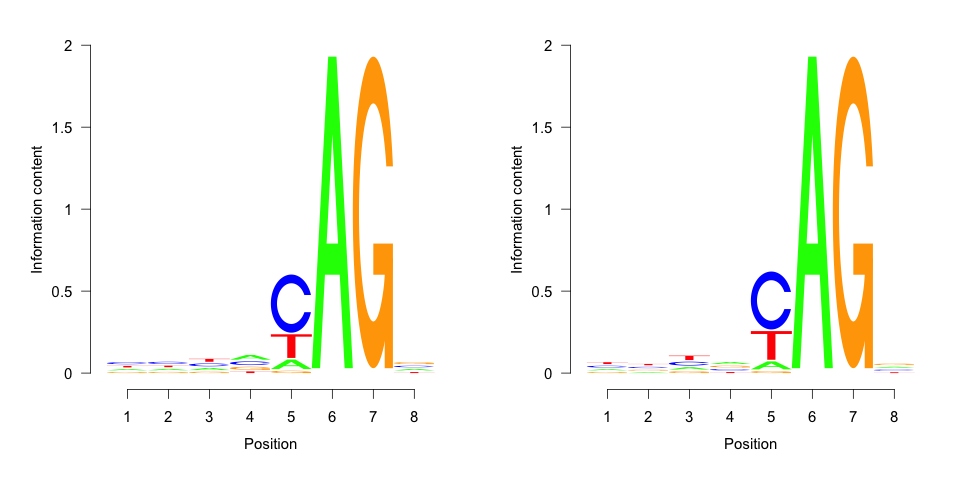 2
1.5
1
0.5
0
Information content
C
T
A
A
G
1 2 3 4 5 6 7 8
Position
2
1.5
1
0.5
0
Information content
C
T
A
A
G
1 2 3 4 5 6 7 8
Position